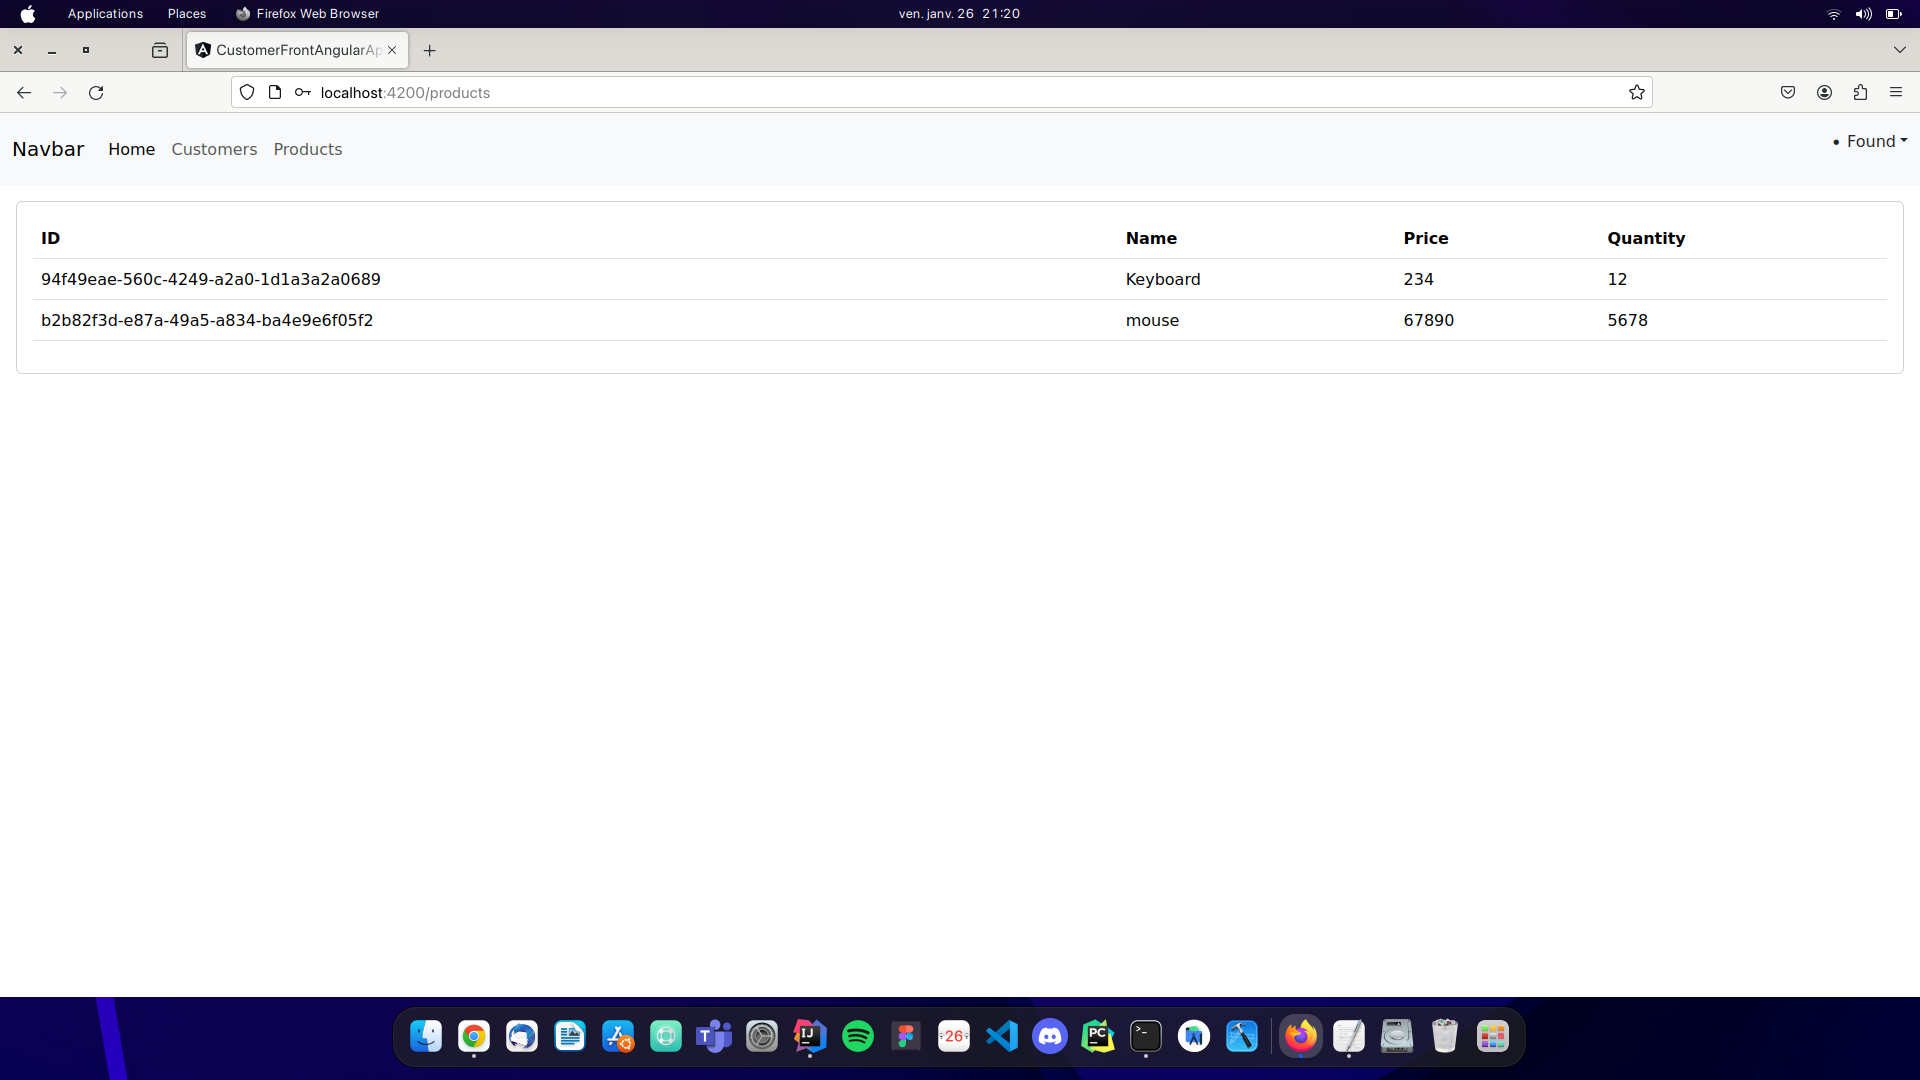 Applications Places Firefox Web Browser ven. janv. 26 21:20
CustomerFrontAngularAp
localhost:4200/products
Navbar Home Customers Products • Found
ID Name Price Quantity
94f49eae-560c-4249-a2a0-1d1a3a2a0689 Keyboard 234 12
b2b82f3d-e87a-49a5-a834-ba4e9e6f05f2 mouse 67890 5678
T IJ 26 PC >_